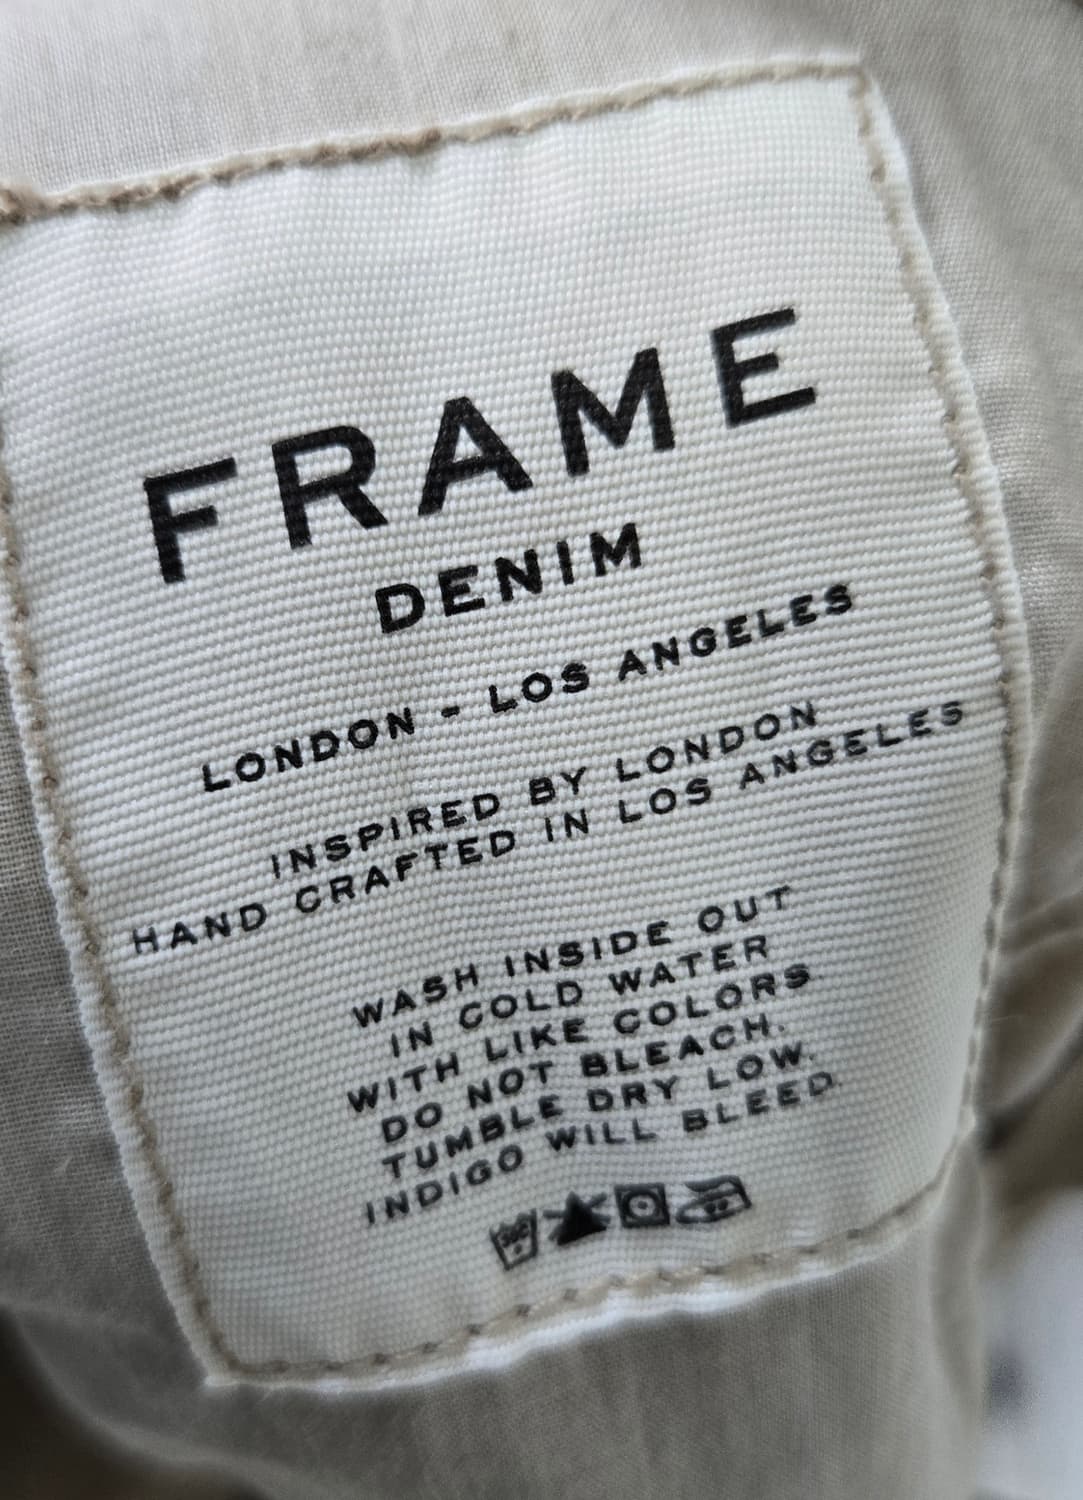 FRAME
DENIM
LONDON - LOS ANGELES
INSPIRED BY LONDON
HAND CRAFTED IN LOS ANGELES
WASH INSIDE OUT
IN COLD WATER
WITH LIKE COLORS
DO NOT BLEACH.
TUMBLE DRY LOW.
INDIGO WILL BLEED.